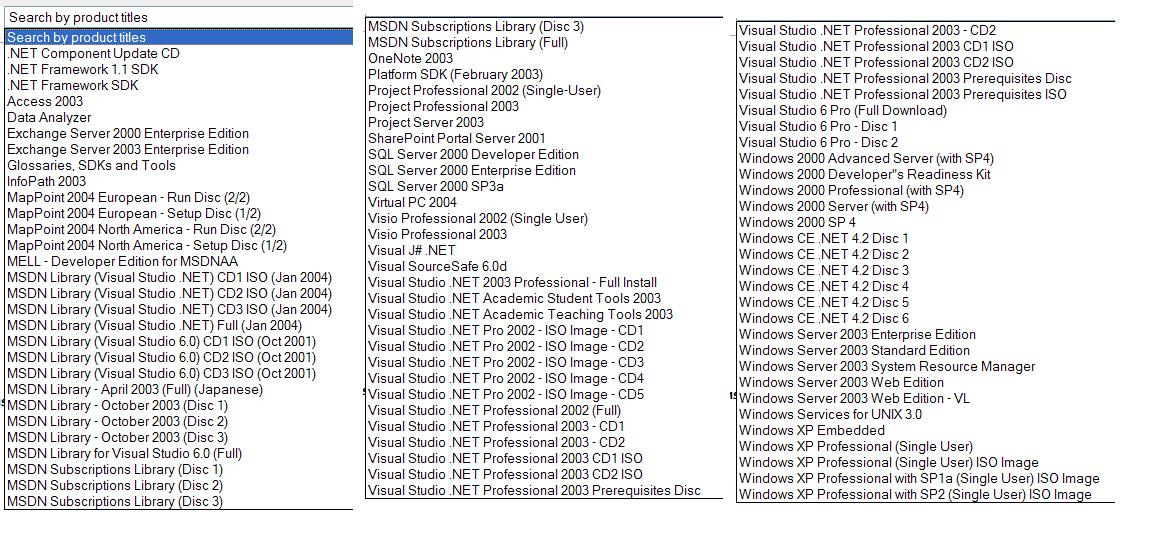 Search by product titles
Search by product titles
.NET Component Update CD
.NET Framework 1.1 SDK
.NET Framework SDK
Access 2003
Data Analyzer
Exchange Server 2000 Enterprise Edition
Exchange Server 2003 Enterprise Edition
Glossaries, SDKs and Tools
InfoPath 2003
MapPoint 2004 European - Run Disc (2/2)
MapPoint 2004 European - Setup Disc (1/2)
MapPoint 2004 North America - Run Disc (2/2)
MapPoint 2004 North America - Setup Disc (1/2)
MELL - Developer Edition for MSDNAA
MSDN Library (Visual Studio .NET) CD1 ISO (Jan 2004)
MSDN Library (Visual Studio .NET) CD2 ISO (Jan 2004)
MSDN Library (Visual Studio .NET) CD3 ISO (Jan 2004)
MSDN Library (Visual Studio .NET) Full (Jan 2004)
MSDN Library (Visual Studio 6.0) CD1 ISO (Oct 2001)
MSDN Library (Visual Studio 6.0) CD2 ISO (Oct 2001)
MSDN Library (Visual Studio 6.0) CD3 ISO (Oct 2001)
MSDN Library - April 2003 (Full) (Japanese)
MSDN Library - October 2003 (Disc 1)
MSDN Library - October 2003 (Disc 2)
MSDN Library - October 2003 (Disc 3)
MSDN Library for Visual Studio 6.0 (Full)
MSDN Subscriptions Library (Disc 1)
MSDN Subscriptions Library (Disc 2)
MSDN Subscriptions Library (Disc 3)
MSDN Subscriptions Library (Disc 3)
MSDN Subscriptions Library (Full)
OneNote 2003
Platform SDK (February 2003)
Project Professional 2002 (Single-User)
Project Professional 2003
Project Server 2003
SharePoint Portal Server 2001
SQL Server 2000 Developer Edition
SQL Server 2000 Enterprise Edition
SQL Server 2000 SP3a
Virtual PC 2004
Visio Professional 2002 (Single User)
Visio Professional 2003
Visual J# .NET
Visual SourceSafe 6.0d
Visual Studio .NET 2003 Professional - Full Install
Visual Studio .NET Academic Student Tools 2003
Visual Studio .NET Academic Teaching Tools 2003
Visual Studio .NET Pro 2002 - ISO Image - CD1
Visual Studio .NET Pro 2002 - ISO Image - CD2
Visual Studio .NET Pro 2002 - ISO Image - CD3
Visual Studio .NET Pro 2002 - ISO Image - CD4
Visual Studio .NET Pro 2002 - ISO Image - CD5
Visual Studio .NET Professional 2002 (Full)
Visual Studio .NET Professional 2003 - CD1
Visual Studio .NET Professional 2003 - CD2
Visual Studio .NET Professional 2003 CD1 ISO
Visual Studio .NET Professional 2003 CD2 ISO
Visual Studio .NET Professional 2003 Prerequisites Disc
Visual Studio .NET Professional 2003 - CD2
Visual Studio .NET Professional 2003 CD1 ISO
Visual Studio .NET Professional 2003 CD2 ISO
Visual Studio .NET Professional 2003 Prerequisites Disc
Visual Studio .NET Professional 2003 Prerequisites ISO
Visual Studio 6 Pro (Full Download)
Visual Studio 6 Pro - Disc 1
Visual Studio 6 Pro - Disc 2
Windows 2000 Advanced Server (with SP4)
Windows 2000 Developer"s Readiness Kit
Windows 2000 Professional (with SP4)
Windows 2000 Server (with SP4)
Windows 2000 SP 4
Windows CE .NET 4.2 Disc 1
Windows CE .NET 4.2 Disc 2
Windows CE .NET 4.2 Disc 3
Windows CE .NET 4.2 Disc 4
Windows CE .NET 4.2 Disc 5
Windows CE .NET 4.2 Disc 6
Windows Server 2003 Enterprise Edition
Windows Server 2003 Standard Edition
Windows Server 2003 System Resource Manager
Windows Server 2003 Web Edition
Windows Server 2003 Web Edition - VL
Windows Services for UNIX 3.0
Windows XP Embedded
Windows XP Professional (Single User)
Windows XP Professional (Single User) ISO Image
Windows XP Professional with SP1a (Single User) ISO Image
Windows XP Professional with SP2 (Single User) ISO Image